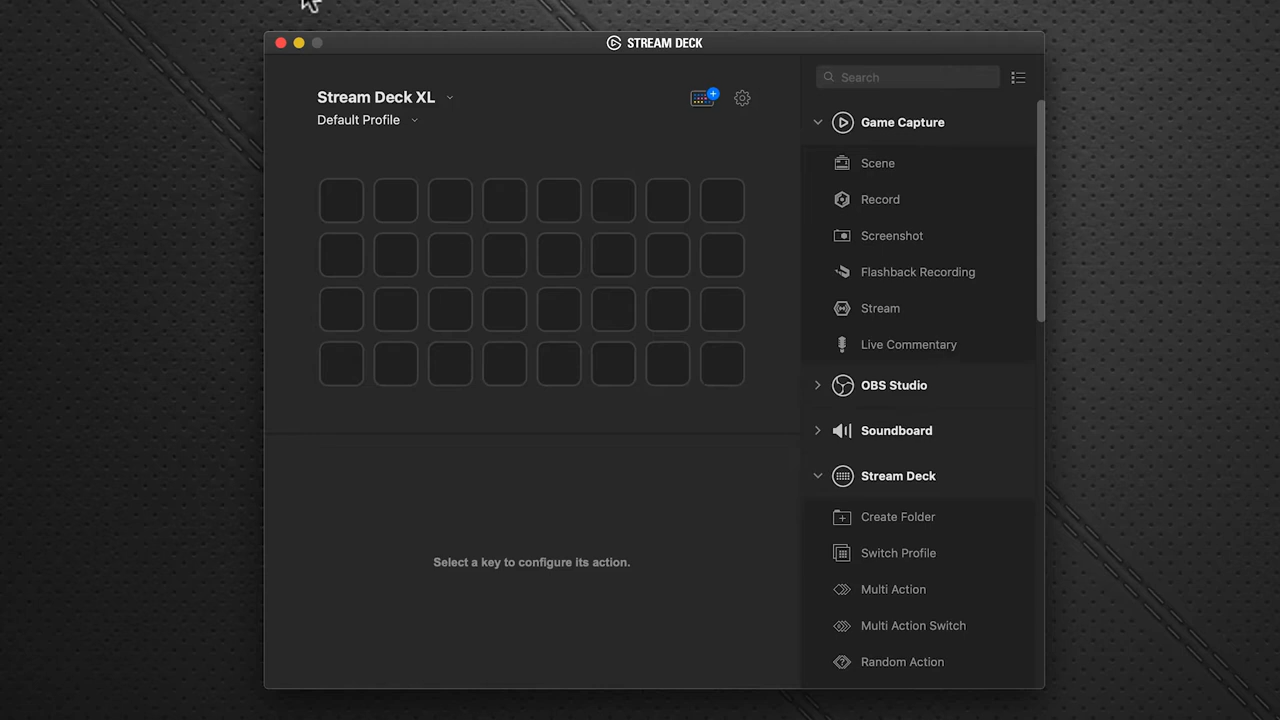 STREAM DECK
Stream Deck XL
Default Profile
Search
Game Capture
Scene
Record
Screenshot
Flashback Recording
Stream
Live Commentary
OBS Studio
Soundboard
Stream Deck
Create Folder
Switch Profile
Multi Action
Multi Action Switch
Random Action
Select a key to configure its action.